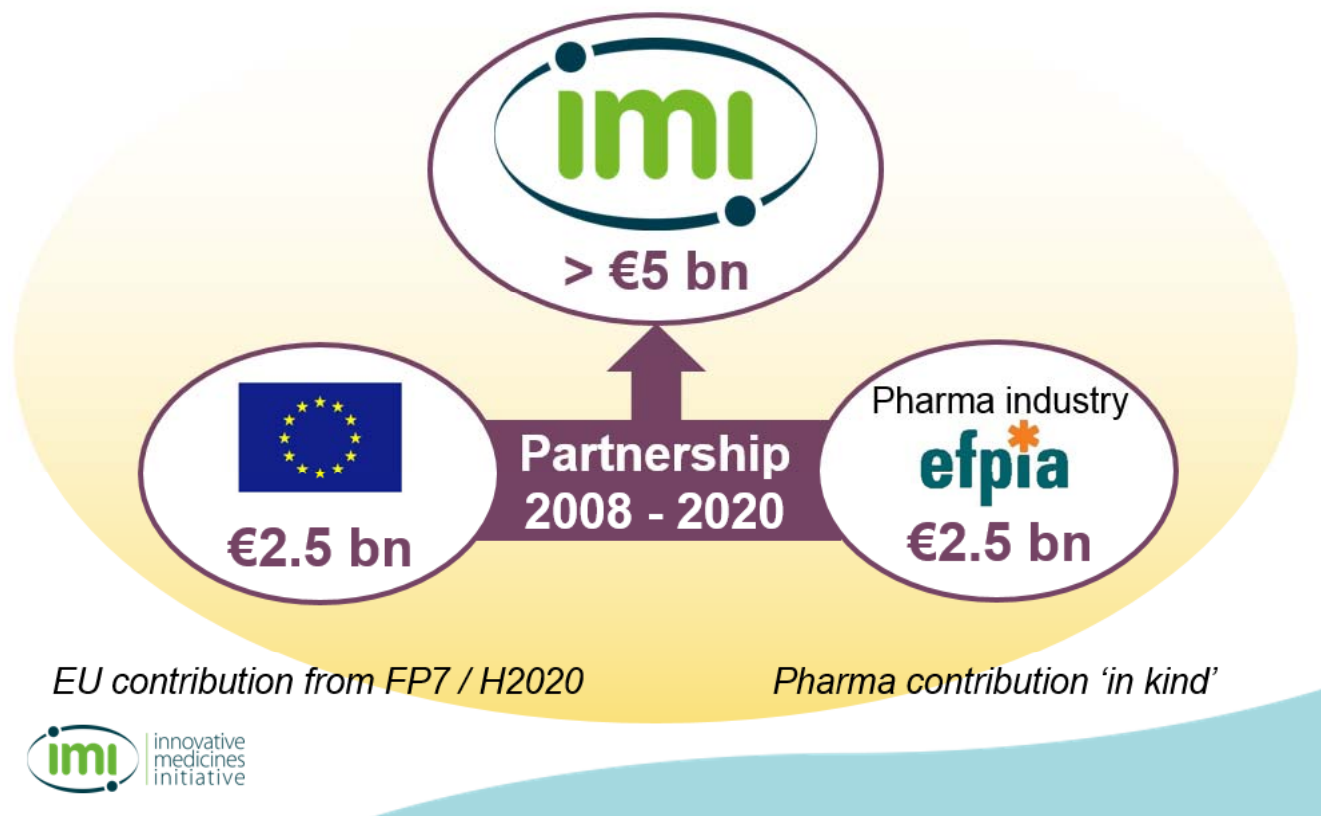 imi
> €5 bn
Pharma industry
efpia
Partnership
2008 - 2020
€2.5 bn
€2.5 bn
EU contribution from FP7 / H2020
Pharma contribution ‘in kind’
imi
innovative
medicines
initiative